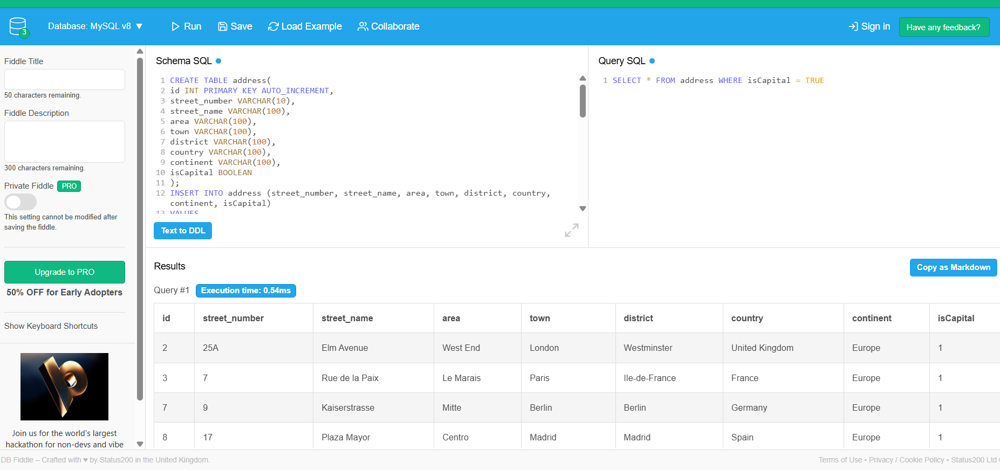 3
Database: MySQL v8 ▼
Run
Save
Load Example
Collaborate
Sign in
Have any feedback?
Fiddle Title
50 characters remaining.
Fiddle Description
300 characters remaining.
Private Fiddle PRO
This setting cannot be modified after
saving the fiddle.
Upgrade to PRO
50% OFF for Early Adopters
Show Keyboard Shortcuts
Join us for the world's largest
hackathon for non-devs and vibe
Schema SQL
1 CREATE TABLE address(
2 id INT PRIMARY KEY AUTO_INCREMENT,
3 street_number VARCHAR(10),
4 street_name VARCHAR(100),
5 area VARCHAR(100),
6 town VARCHAR(100),
7 district VARCHAR(100),
8 country VARCHAR(100),
9 continent VARCHAR(100),
10 isCapital BOOLEAN
11 );
12 INSERT INTO address (street_number, street_name, area, town, district, country,
continent, isCapital)
13 VALUES
Text to DDL
Query SQL
1 SELECT * FROM address WHERE isCapital = TRUE
Results
Copy as Markdown
Query #1 Execution time: 0.54ms
id street_number street_name area town district country continent isCapital
2 25A Elm Avenue West End London Westminster United Kingdom Europe 1
3 7 Rue de la Paix Le Marais Paris Ile-de-France France Europe 1
7 9 Kaiserstrasse Mitte Berlin Berlin Germany Europe 1
8 17 Plaza Mayor Centro Madrid Madrid Spain Europe 1
DB Fiddle – Crafted with ♥ by Status200 in the United Kingdom.
Terms of Use • Privacy / Cookie Policy • Status200 Ltd